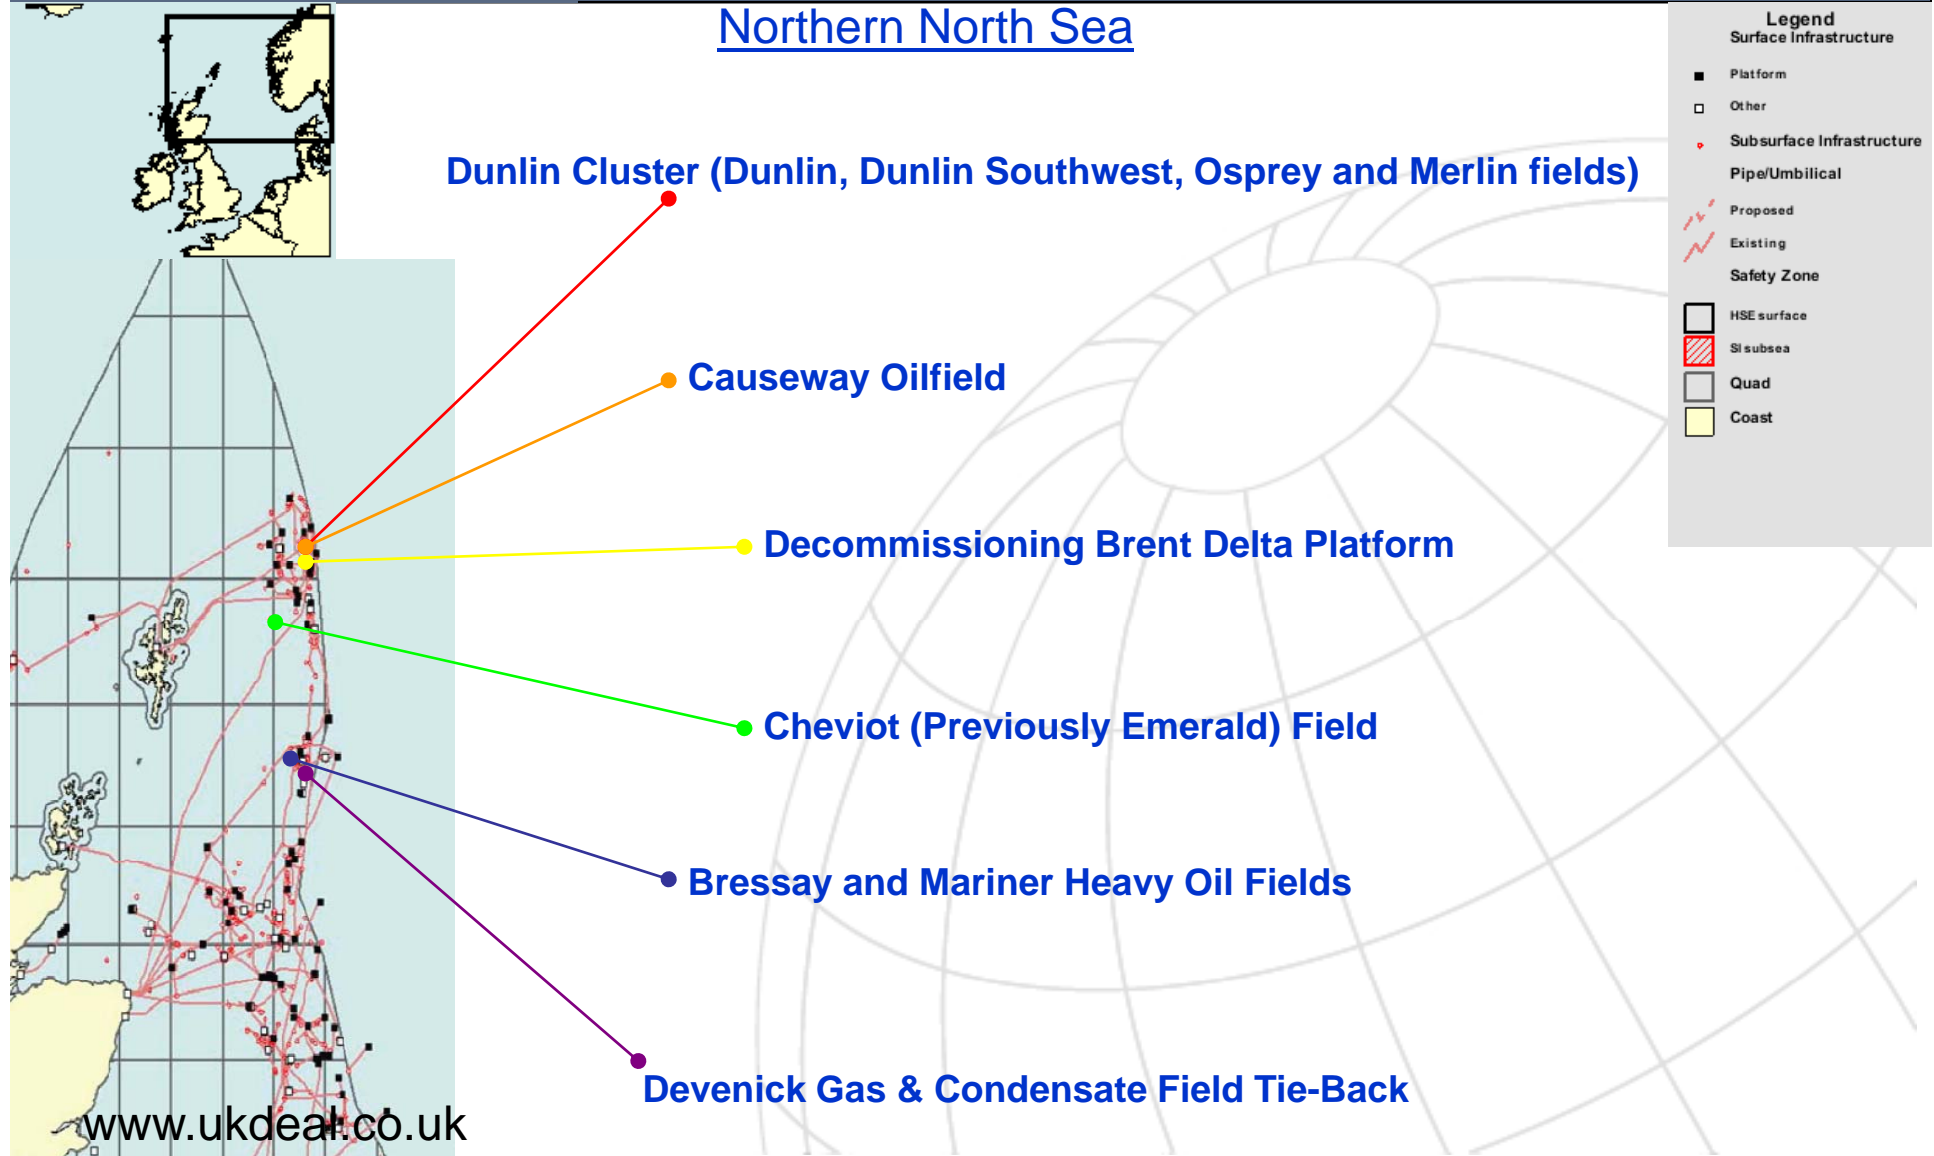 Northern North Sea
Legend
Surface Infrastructure
Platform
Other
Subsurface Infrastructure
Pipe/Umbilical
Proposed
Existing
Safety Zone
HSE surface
SI subsea
Quad
Coast
Dunlin Cluster (Dunlin, Dunlin Southwest, Osprey and Merlin fields)
Causeway Oilfield
Decommissioning Brent Delta Platform
Cheviot (Previously Emerald) Field
Bressay and Mariner Heavy Oil Fields
Devenick Gas & Condensate Field Tie-Back
www.ukdeal.co.uk